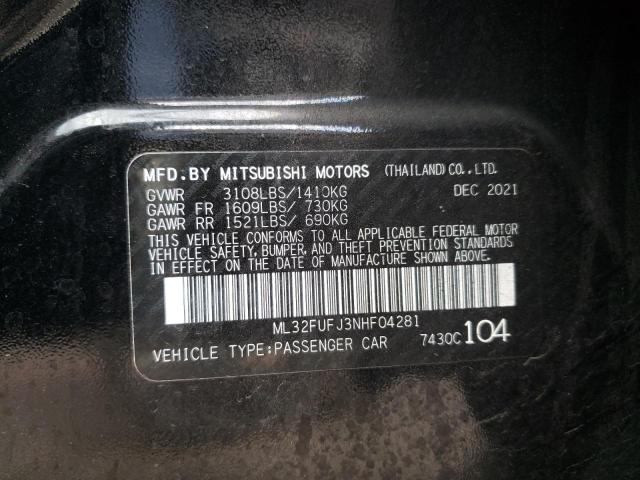 MFD.BY MITSUBISHI MOTORS (THAILAND) CO., LTD.
GVWR 3108LBS/1410KG DEC 2021
GAWR FR 1609LBS/ 730KG
GAWR RR 1521LBS/ 690KG
THIS VEHICLE CONFORMS TO ALL APPLICABLE FEDERAL MOTOR
VEHICLE SAFETY, BUMPER, AND THEFT PREVENTION STANDARDS
IN EFFECT ON THE DATE OF MANUFACTURE SHOWN ABOVE.
ML32FUFJ3NHF04281
VEHICLE TYPE:PASSENGER CAR 7430C 104